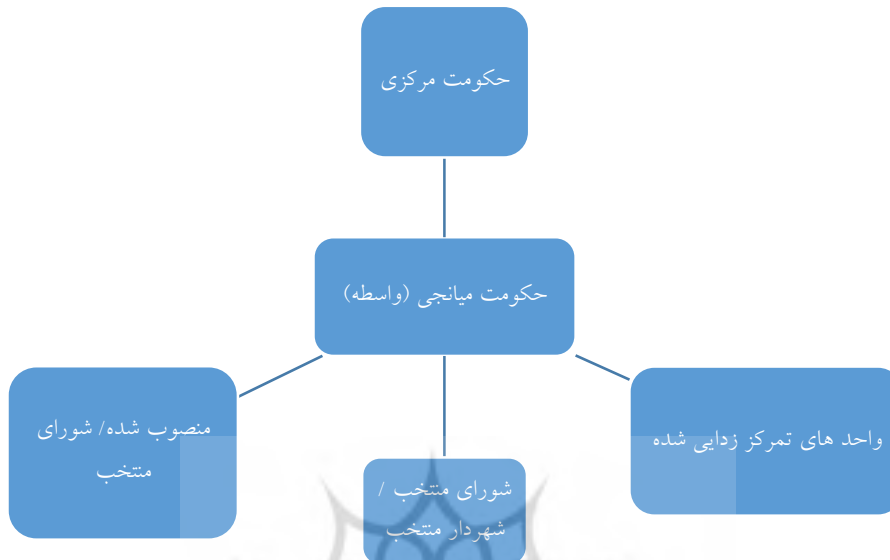 حکومت مرکزی
حکومت میانجی (واسطه)
واحد های تمرکز زدایی شده
شورای منتخب /
شهردار منتخب
منصوب شده/ شورای
منتخب